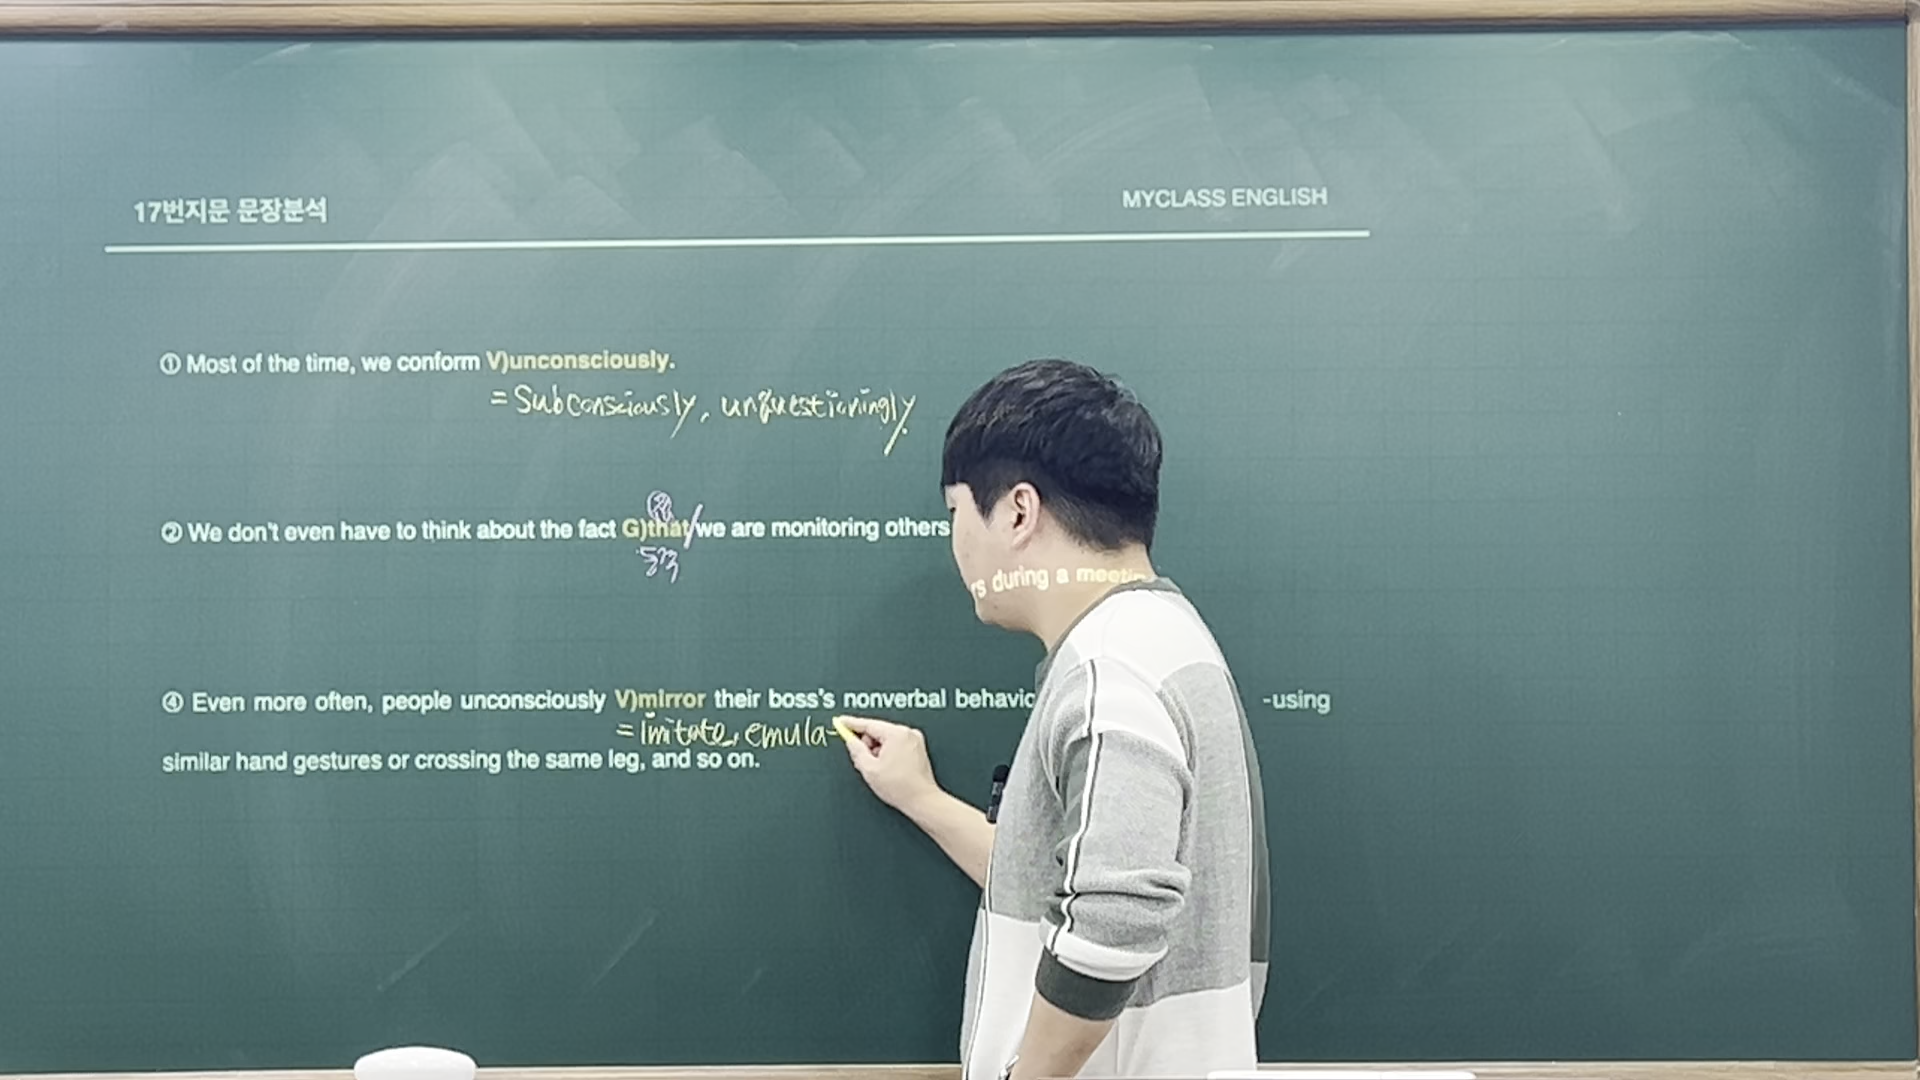 17번지문 문장분석
MYCLASS ENGLISH
① Most of the time, we conform V)unconsciously.
= Subconsciously, unquestioningly.
② We don't even have to think about the fact G)that/we are monitoring others
동격
rs during a meetin
④ Even more often, people unconsciously V)mirror their boss's nonverbal behavio -using
= Imitate, emula
similar hand gestures or crossing the same leg, and so on.